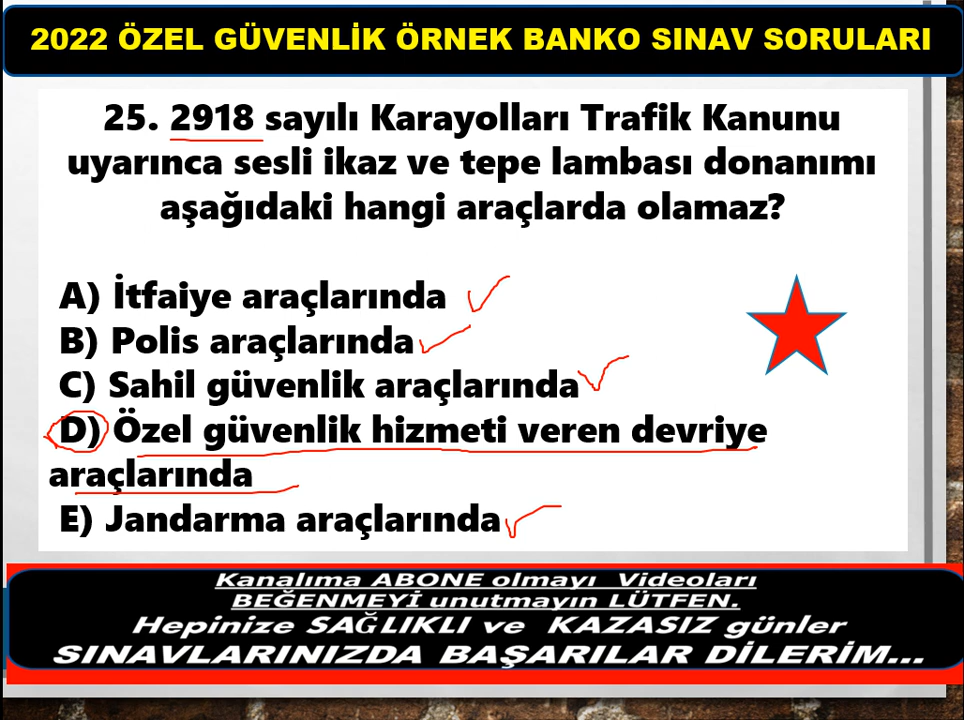 2022 ÖZEL GÜVENLİK ÖRNEK BANKO SINAV SORULARI
25. 2918 sayılı Karayolları Trafik Kanunu
uyarınca sesli ikaz ve tepe lambası donanımı
aşağıdaki hangi araçlarda olamaz?
A) İtfaiye araçlarında
B) Polis araçlarında
C) Sahil güvenlik araçlarında
D) Özel güvenlik hizmeti veren devriye
araçlarında
E) Jandarma araçlarında
Kanalıma ABONE olmayı Videoları
BEĞENMEYİ unutmayın LÜTFEN.
Hepinize SAĞLIKLI ve KAZASIZ günler
SINAVLARINIZDA BAŞARILAR DİLERİM...